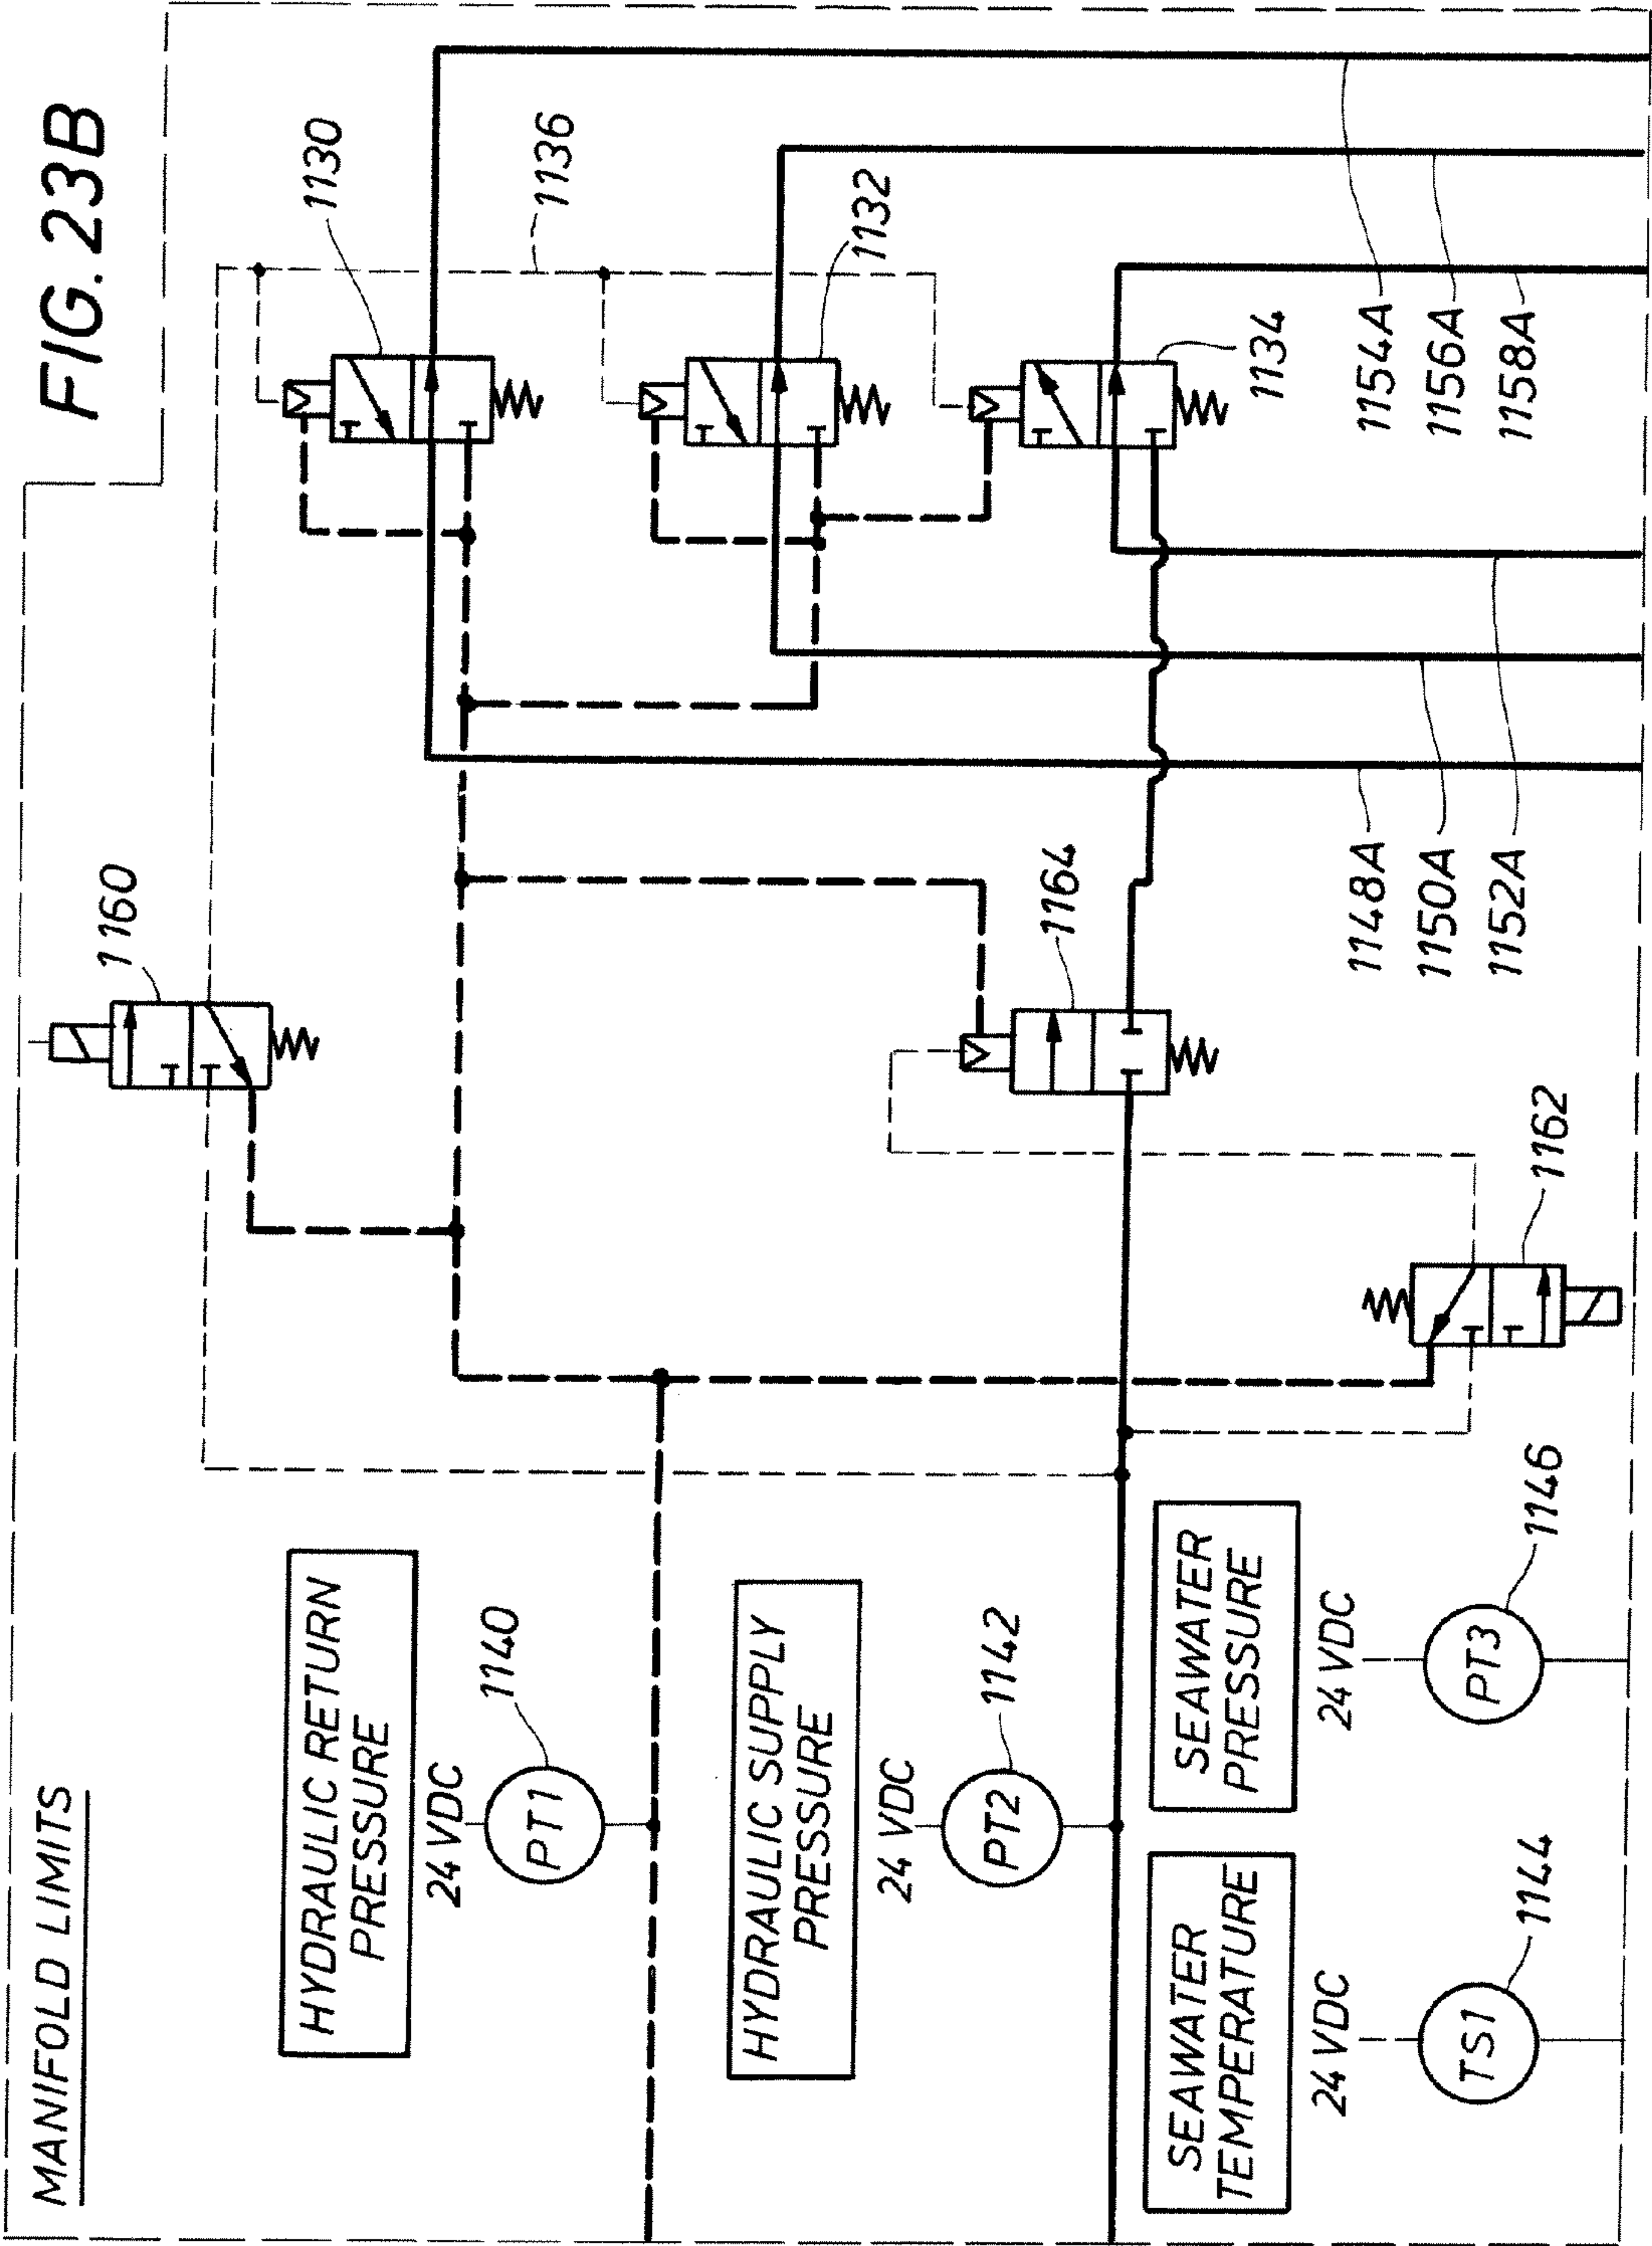 FIG. 23B
MANIFOLD LIMITS
1160
1130
1136
1132
1134
1164
1162
HYDRAULIC RETURN
PRESSURE
24 VDC
PT1
1140
HYDRAULIC SUPPLY
PRESSURE
24 VDC
PT2
1142
SEAWATER
TEMPERATURE
24 VDC
TS1
1144
SEAWATER
PRESSURE
24 VDC
PT3
1146
1148A
1150A
1152A
1154A
1156A
1158A